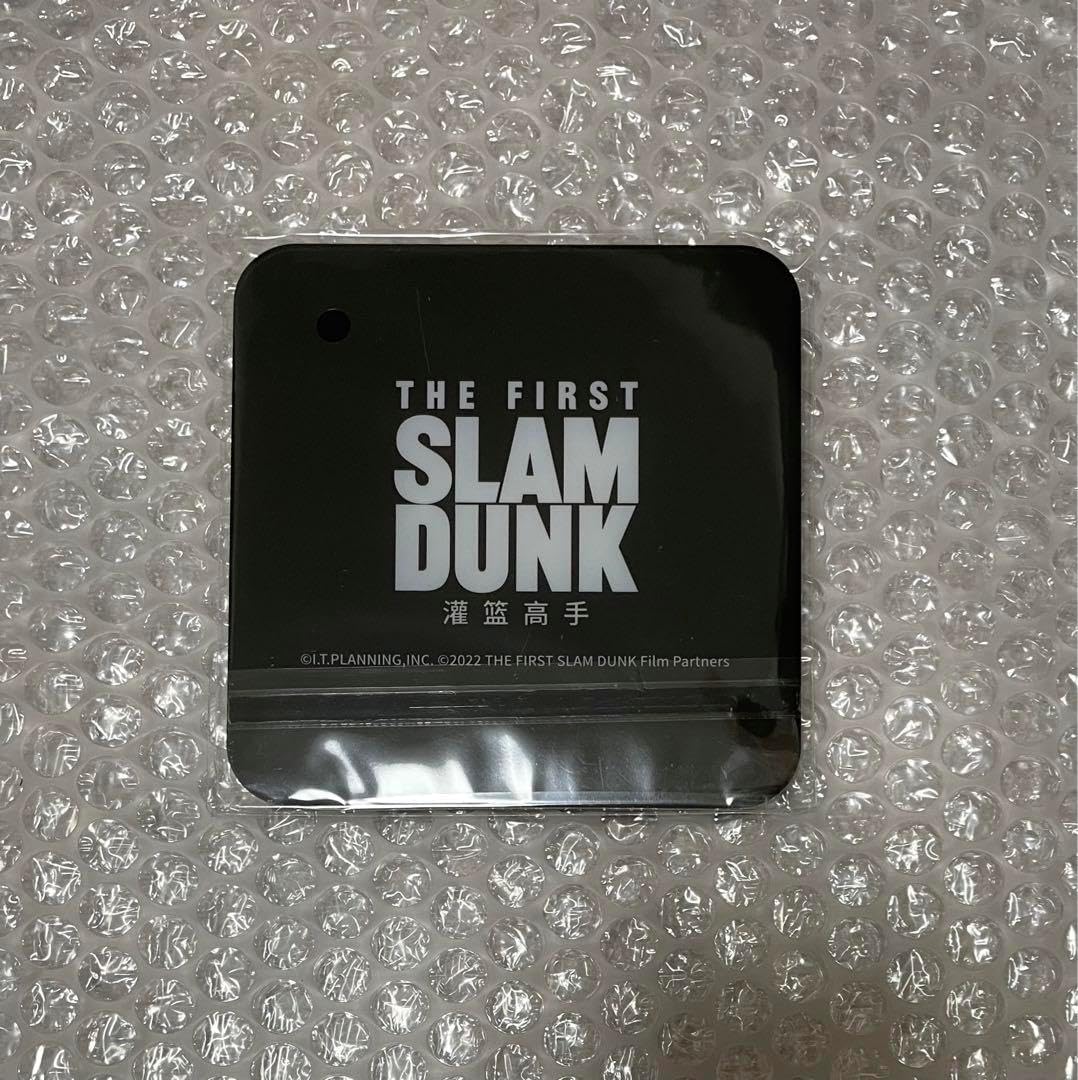 THE FIRST
SLAM
DUNK
灌篮高手
©I.T.PLANNING,INC. ©2022 THE FIRST SLAM DUNK Film Partners